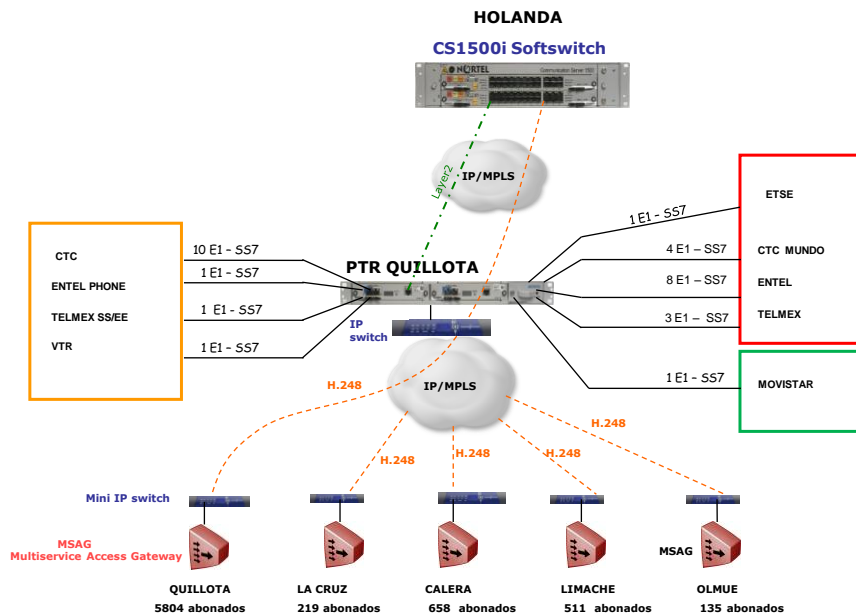 HOLANDA
CS1500i Softswitch
NORTEL
Communication Server 1500
IP/MPLS
Layer2
ETSE
CTC MUNDO
ENTEL
TELMEX
1 E1 – SS7
4 E1 – SS7
8 E1 – SS7
3 E1 – SS7
CTC
ENTEL PHONE
TELMEX SS/EE
VTR
10 E1 – SS7
1 E1 – SS7
1 E1 – SS7
1 E1 – SS7
PTR QUILLOTA
IP
switch
IP/MPLS
1 E1 – SS7
MOVISTAR
H.248
H.248
H.248
H.248
H.248
Mini IP switch
MSAG
Multiservice Access Gateway
MSAG
QUILLOTA
5804 abonados
LA CRUZ
219 abonados
CALERA
658 abonados
LIMACHE
511 abonados
OLMUE
135 abonados